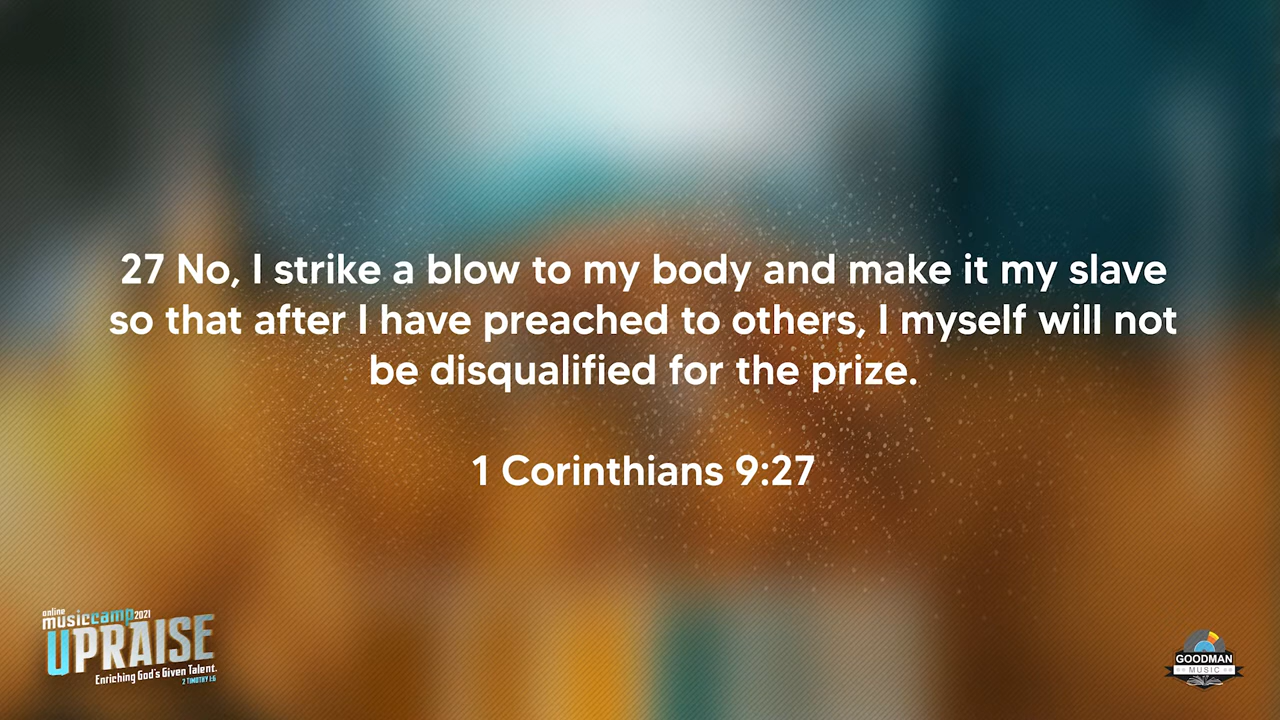 27 No, I strike a blow to my body and make it my slave
so that after I have preached to others, I myself will not
be disqualified for the prize.
1 Corinthians 9:27
online
musiccamp2021
UPRAISE
Enriching God's Given Talent.
2 TIMOTHY 1:6
GOODMAN
MUSIC